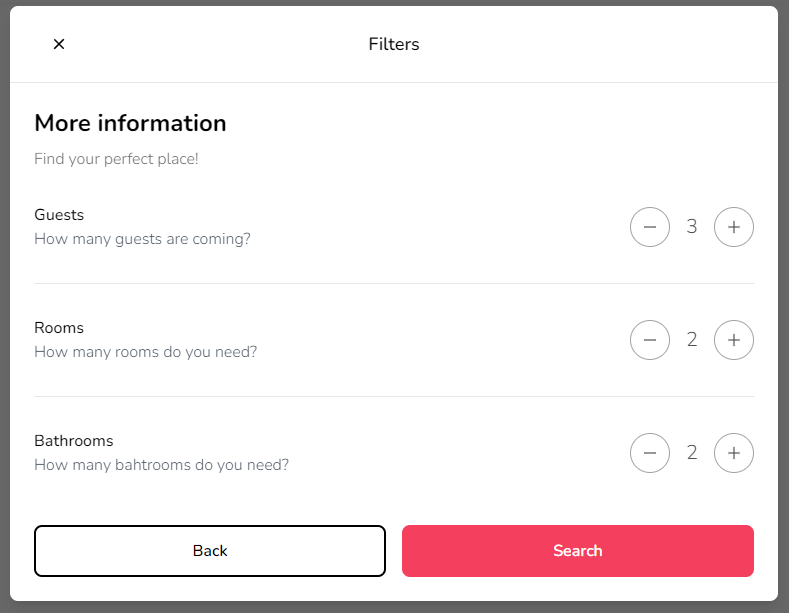 Filters
More information
Find your perfect place!
Guests
How many guests are coming?
3
Rooms
How many rooms do you need?
2
Bathrooms
How many bahtrooms do you need?
2
Back
Search